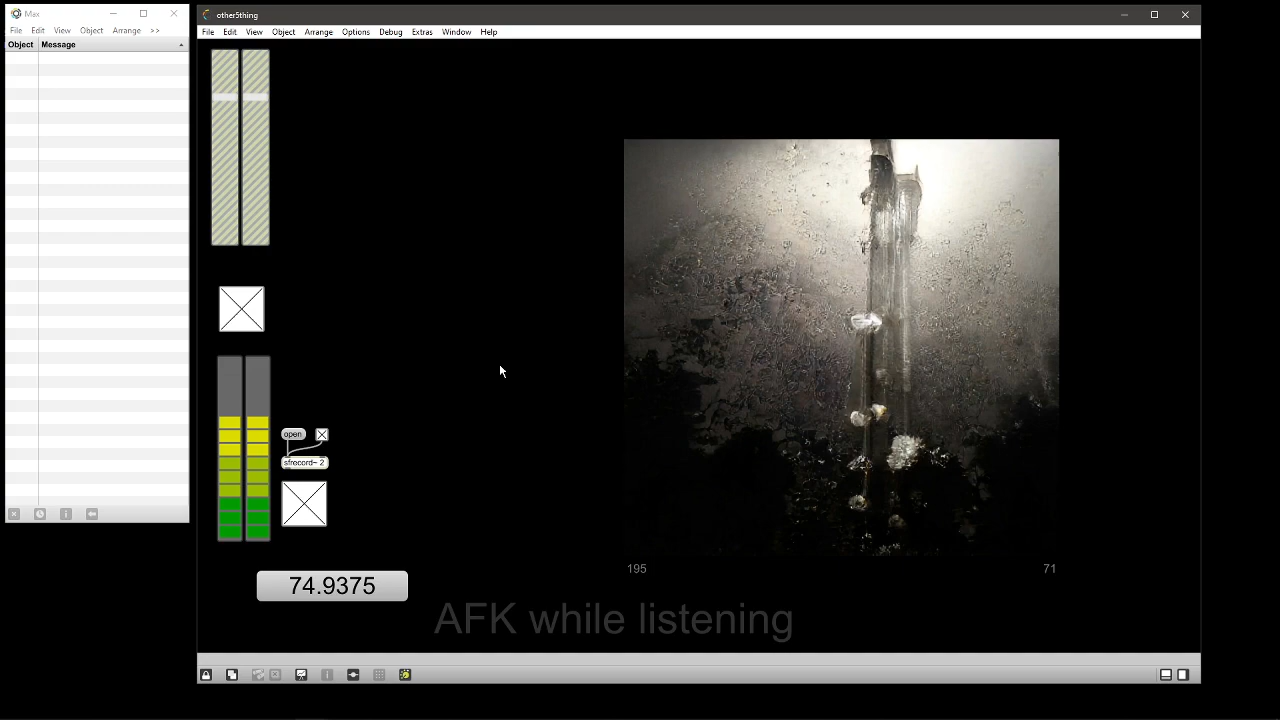 Max
File Edit View Object Arrange >>
Object Message
other5thing
File Edit View Object Arrange Options Debug Extras Window Help
open
sfrecord~ 2
74.9375
195 71
AFK while listening